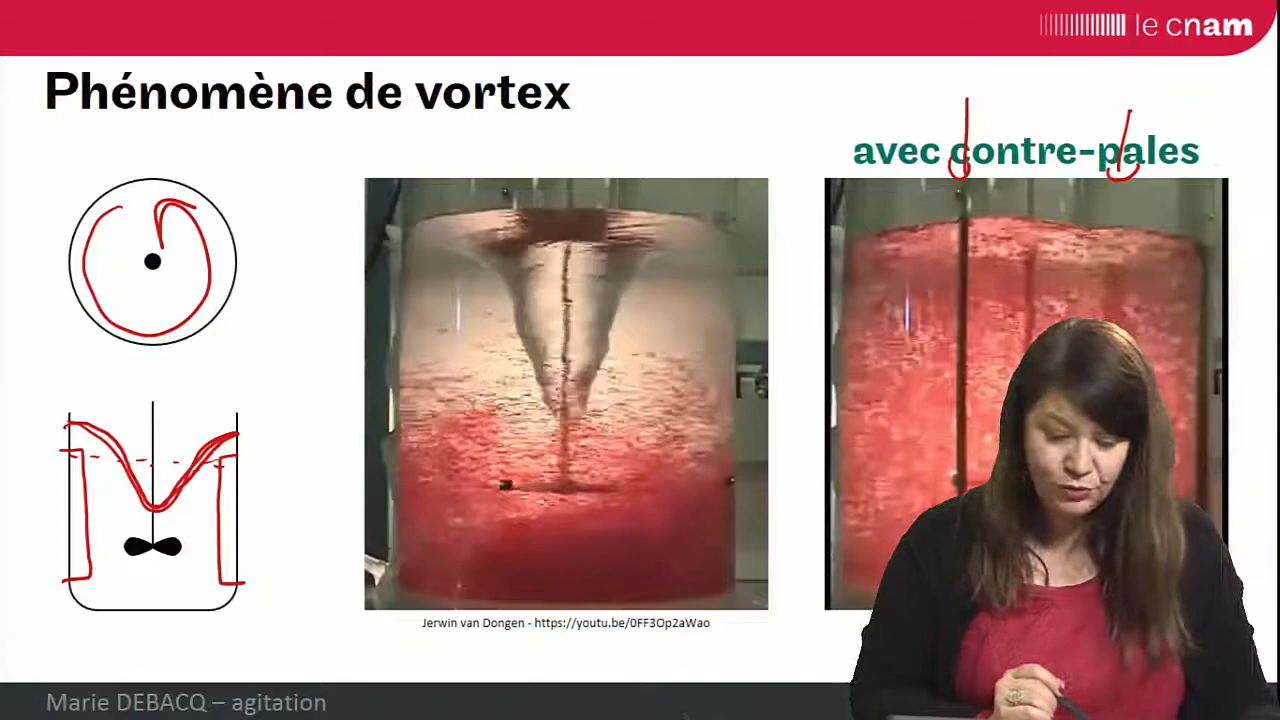 le cnam
Phénomène de vortex
avec contre-pales
Jerwin van Dongen - https://youtu.be/0FF3Op2aWao
Marie DEBACQ – agitation